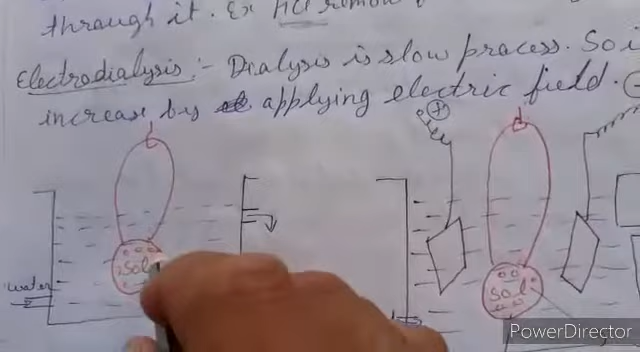 through it. Ex HCl remov
Electrodialysis :- Dialysis is slow process. So i
increase by applying electric field.
+
-
water
sol
sol
PowerDirector